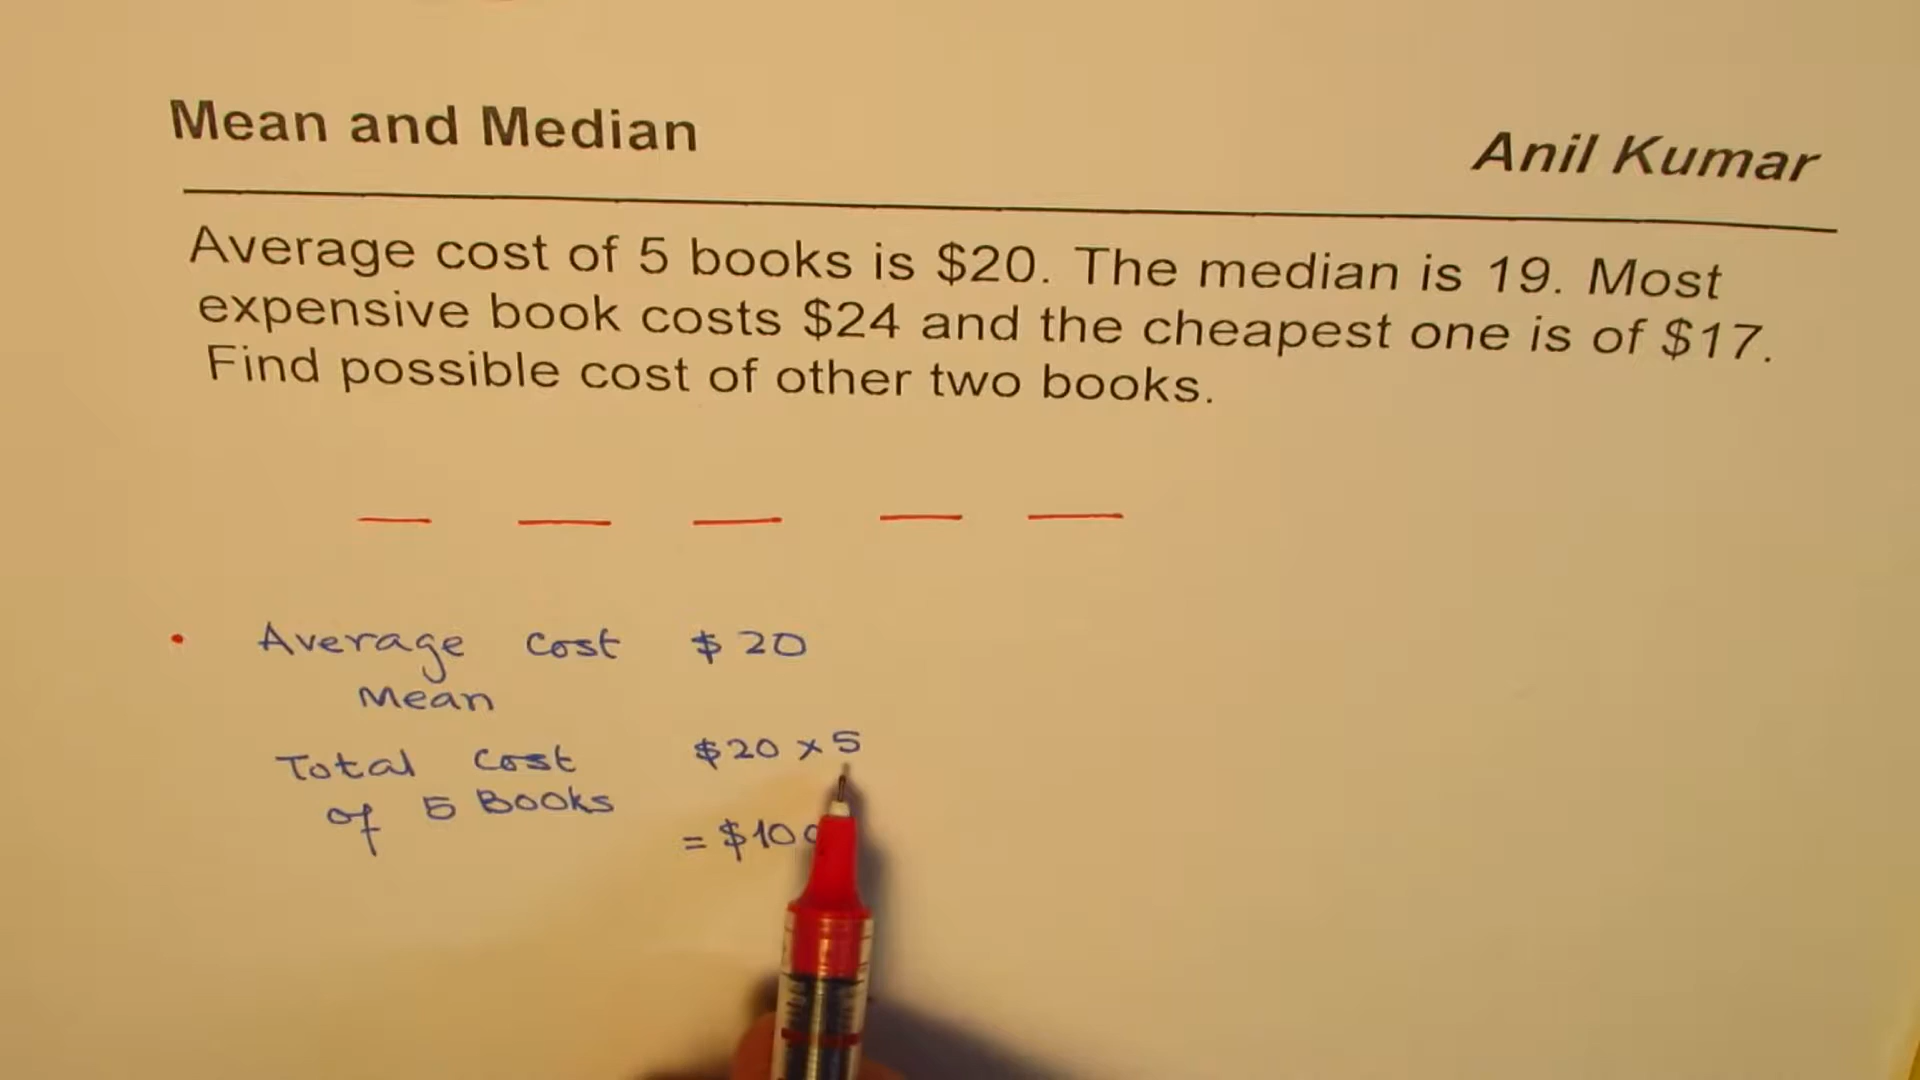 Mean and Median
Anil Kumar
Average cost of 5 books is $20. The median is 19. Most
expensive book costs $24 and the cheapest one is of $17.
Find possible cost of other two books.
Average cost $20
Mean
Total cost $20 × 5
of 5 Books
= $100